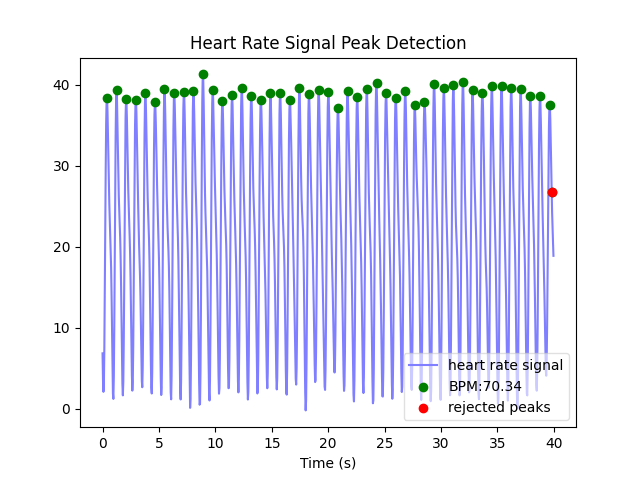 Heart Rate Signal Peak Detection
40
30
20
10
0
heart rate signal
BPM:70.34
rejected peaks
0 5 10 15 20 25 30 35 40
Time (s)